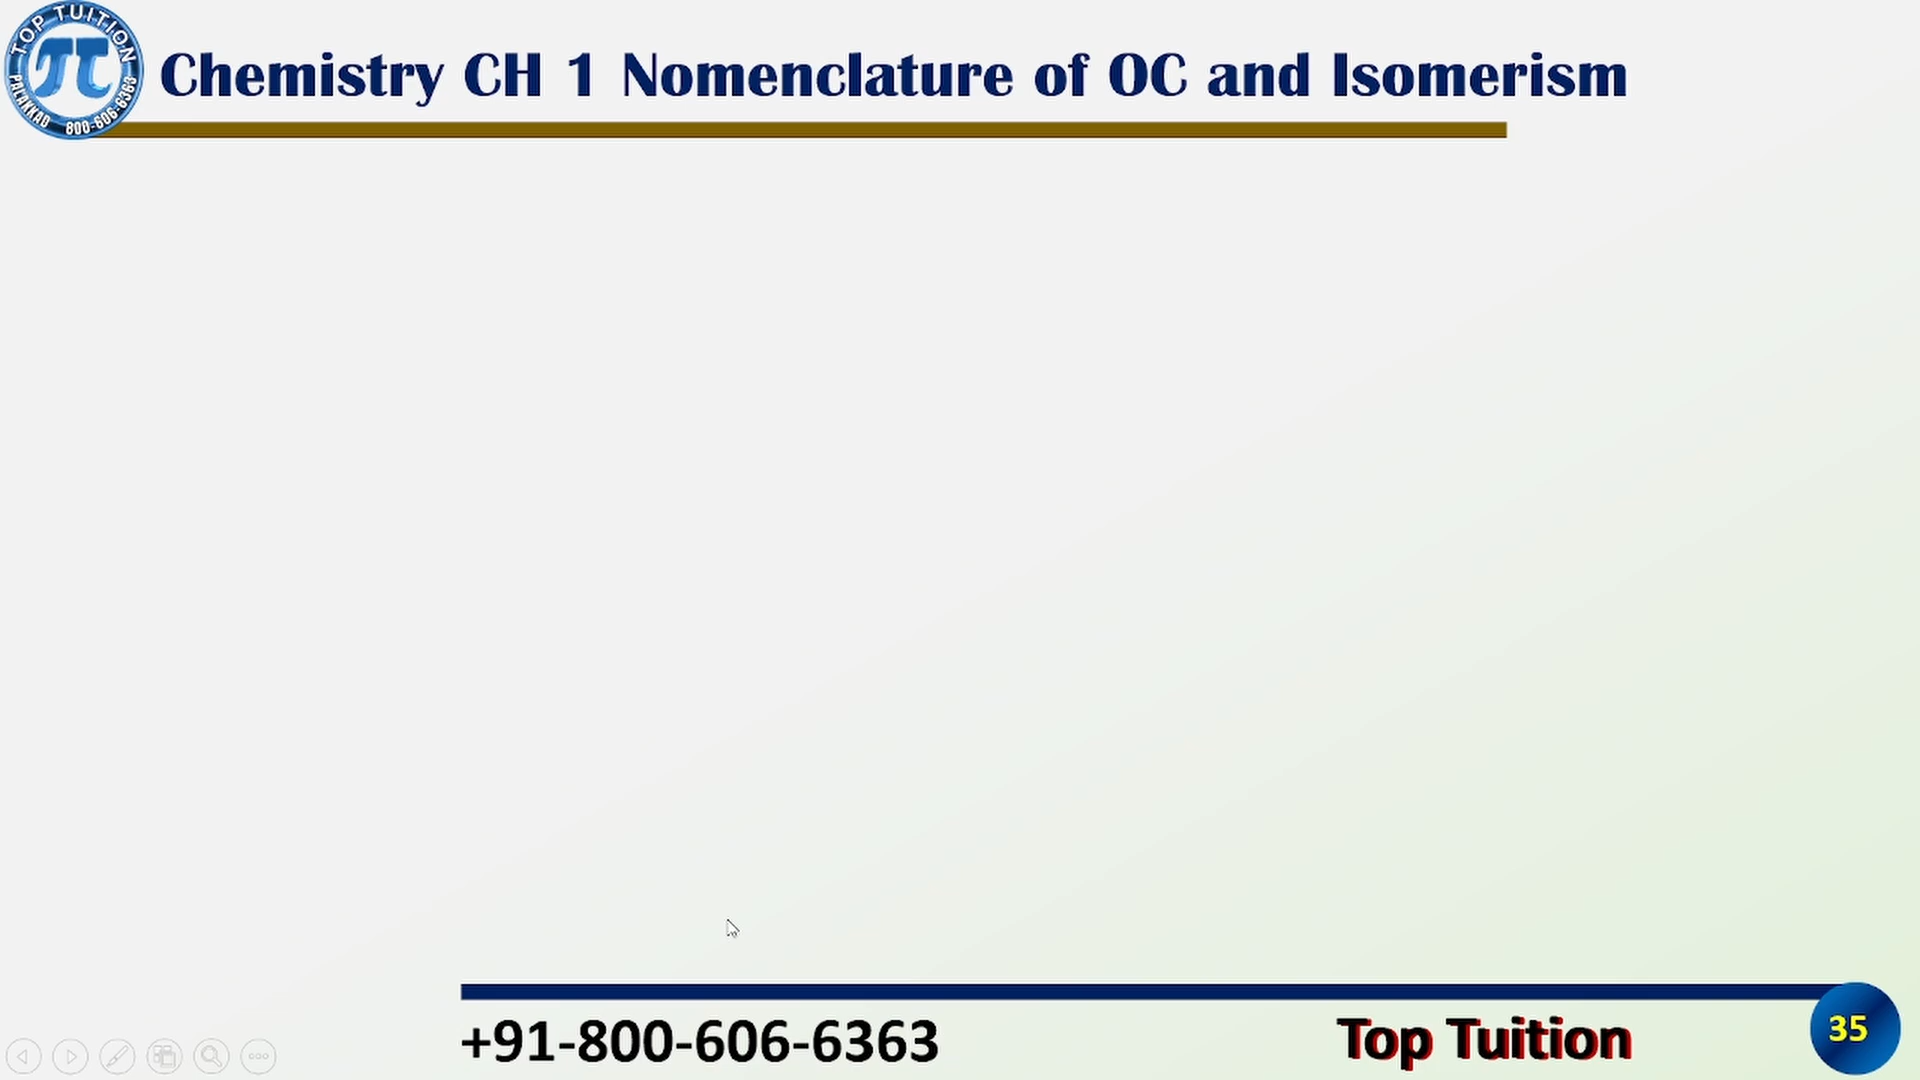 TOP TUITION
π
PALAKKAD 800-606-6363
Chemistry CH 1 Nomenclature of OC and Isomerism
+91-800-606-6363
Top Tuition
35